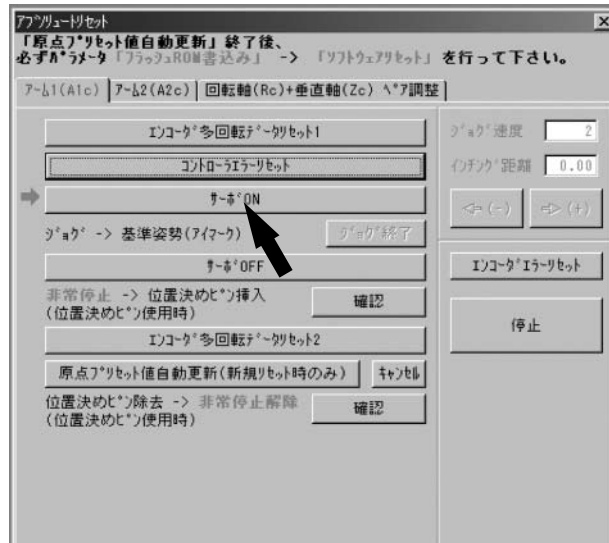 アブソリュートリセット
「原点プリセット値自動更新」終了後、
必ずパラメータ「フラッシュROM書込み」 -> 「ソフトウェアリセット」 を行って下さい。
アーム1(A1c) アーム2(A2c) 回転軸(Rc)+垂直軸(Zc) ペア調整
エンコーダ多回転データリセット1
コントローラエラーリセット
サーボON
ジョグ -> 基準姿勢(アイマーク) ジョグ終了
サーボOFF
非常停止 -> 位置決めピン挿入
(位置決めピン使用時) 確認
エンコーダ多回転データリセット2
原点プリセット値自動更新(新規リセット時のみ) キャンセル
位置決めピン除去 -> 非常停止解除
(位置決めピン使用時) 確認
ジョグ速度 2
インチング距離 0.00
(-) (+)
エンコーダエラーリセット
停止